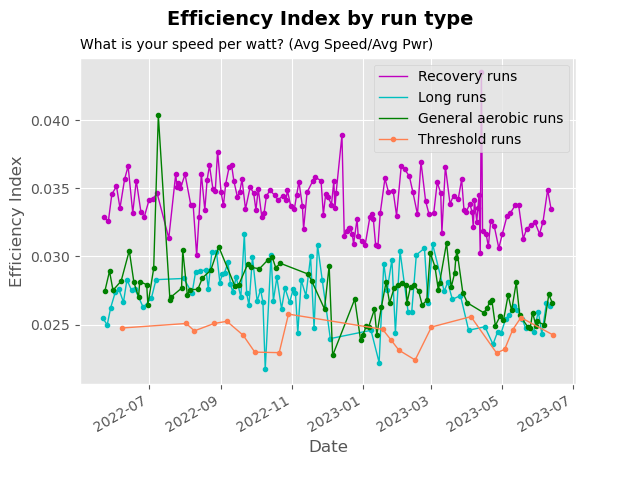 Efficiency Index by run type
What is your speed per watt? (Avg Speed/Avg Pwr)
Recovery runs
Long runs
General aerobic runs
Threshold runs
0.040
0.035
0.030
0.025
Efficiency Index
2022-07
2022-09
2022-11
2023-01
2023-03
2023-05
2023-07
Date